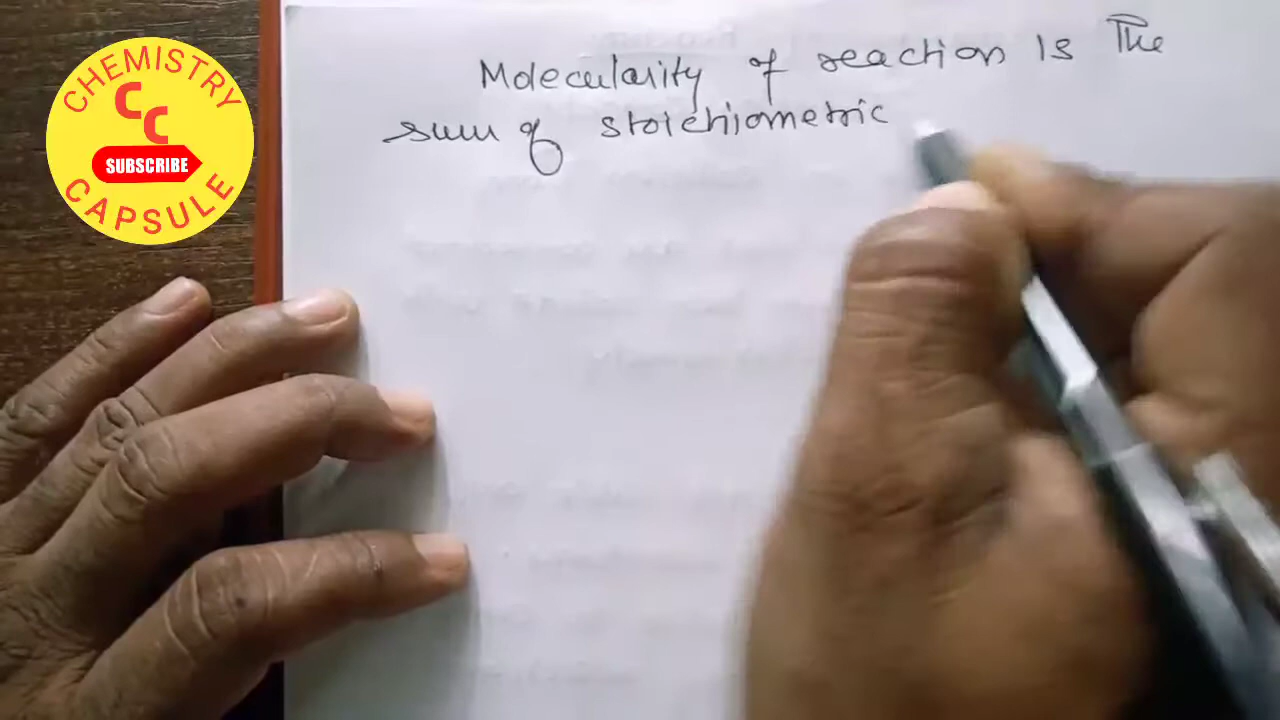 CHEMISTRY
CC
SUBSCRIBE
CAPSULE
Molecularity of reaction is The
sum of stoichiometric